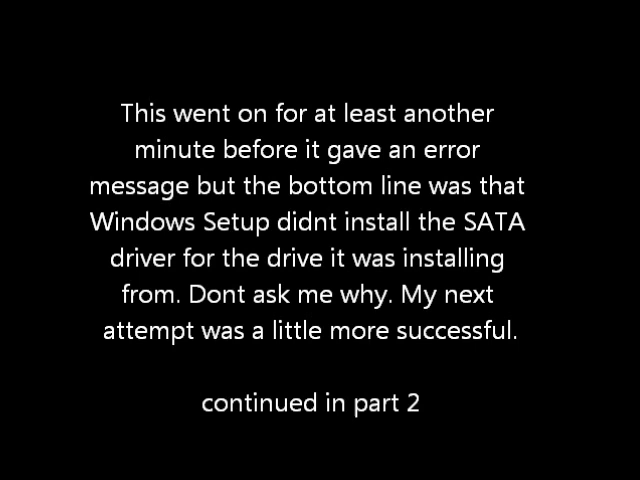 This went on for at least another
minute before it gave an error
message but the bottom line was that
Windows Setup didnt install the SATA
driver for the drive it was installing
from. Dont ask me why. My next
attempt was a little more successful.
continued in part 2